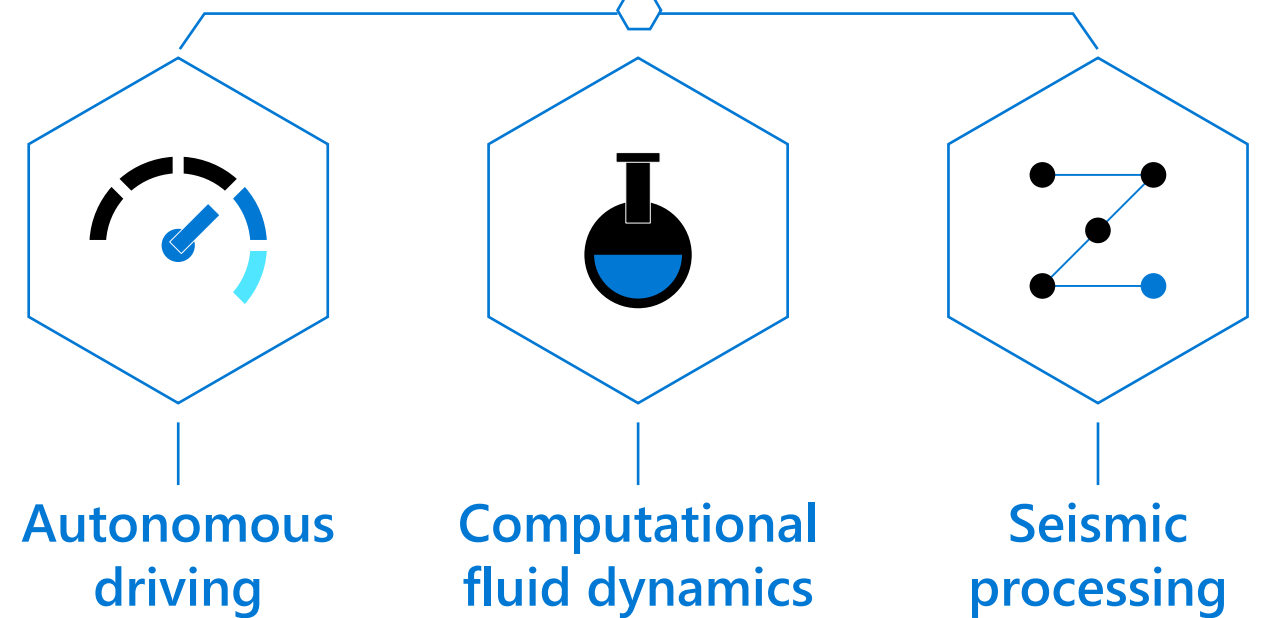 Autonomous
driving
Computational
fluid dynamics
Seismic
processing